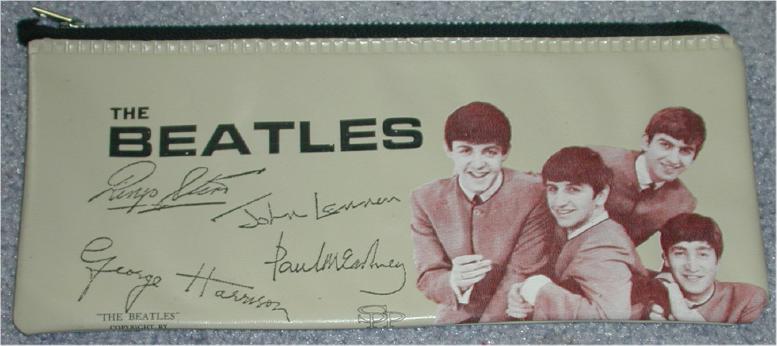 THE
BEATLES
Ringo Starr
John Lennon
Paul McCartney
George Harrison
"THE BEATLES"
COPYRIGHT BY
SPP